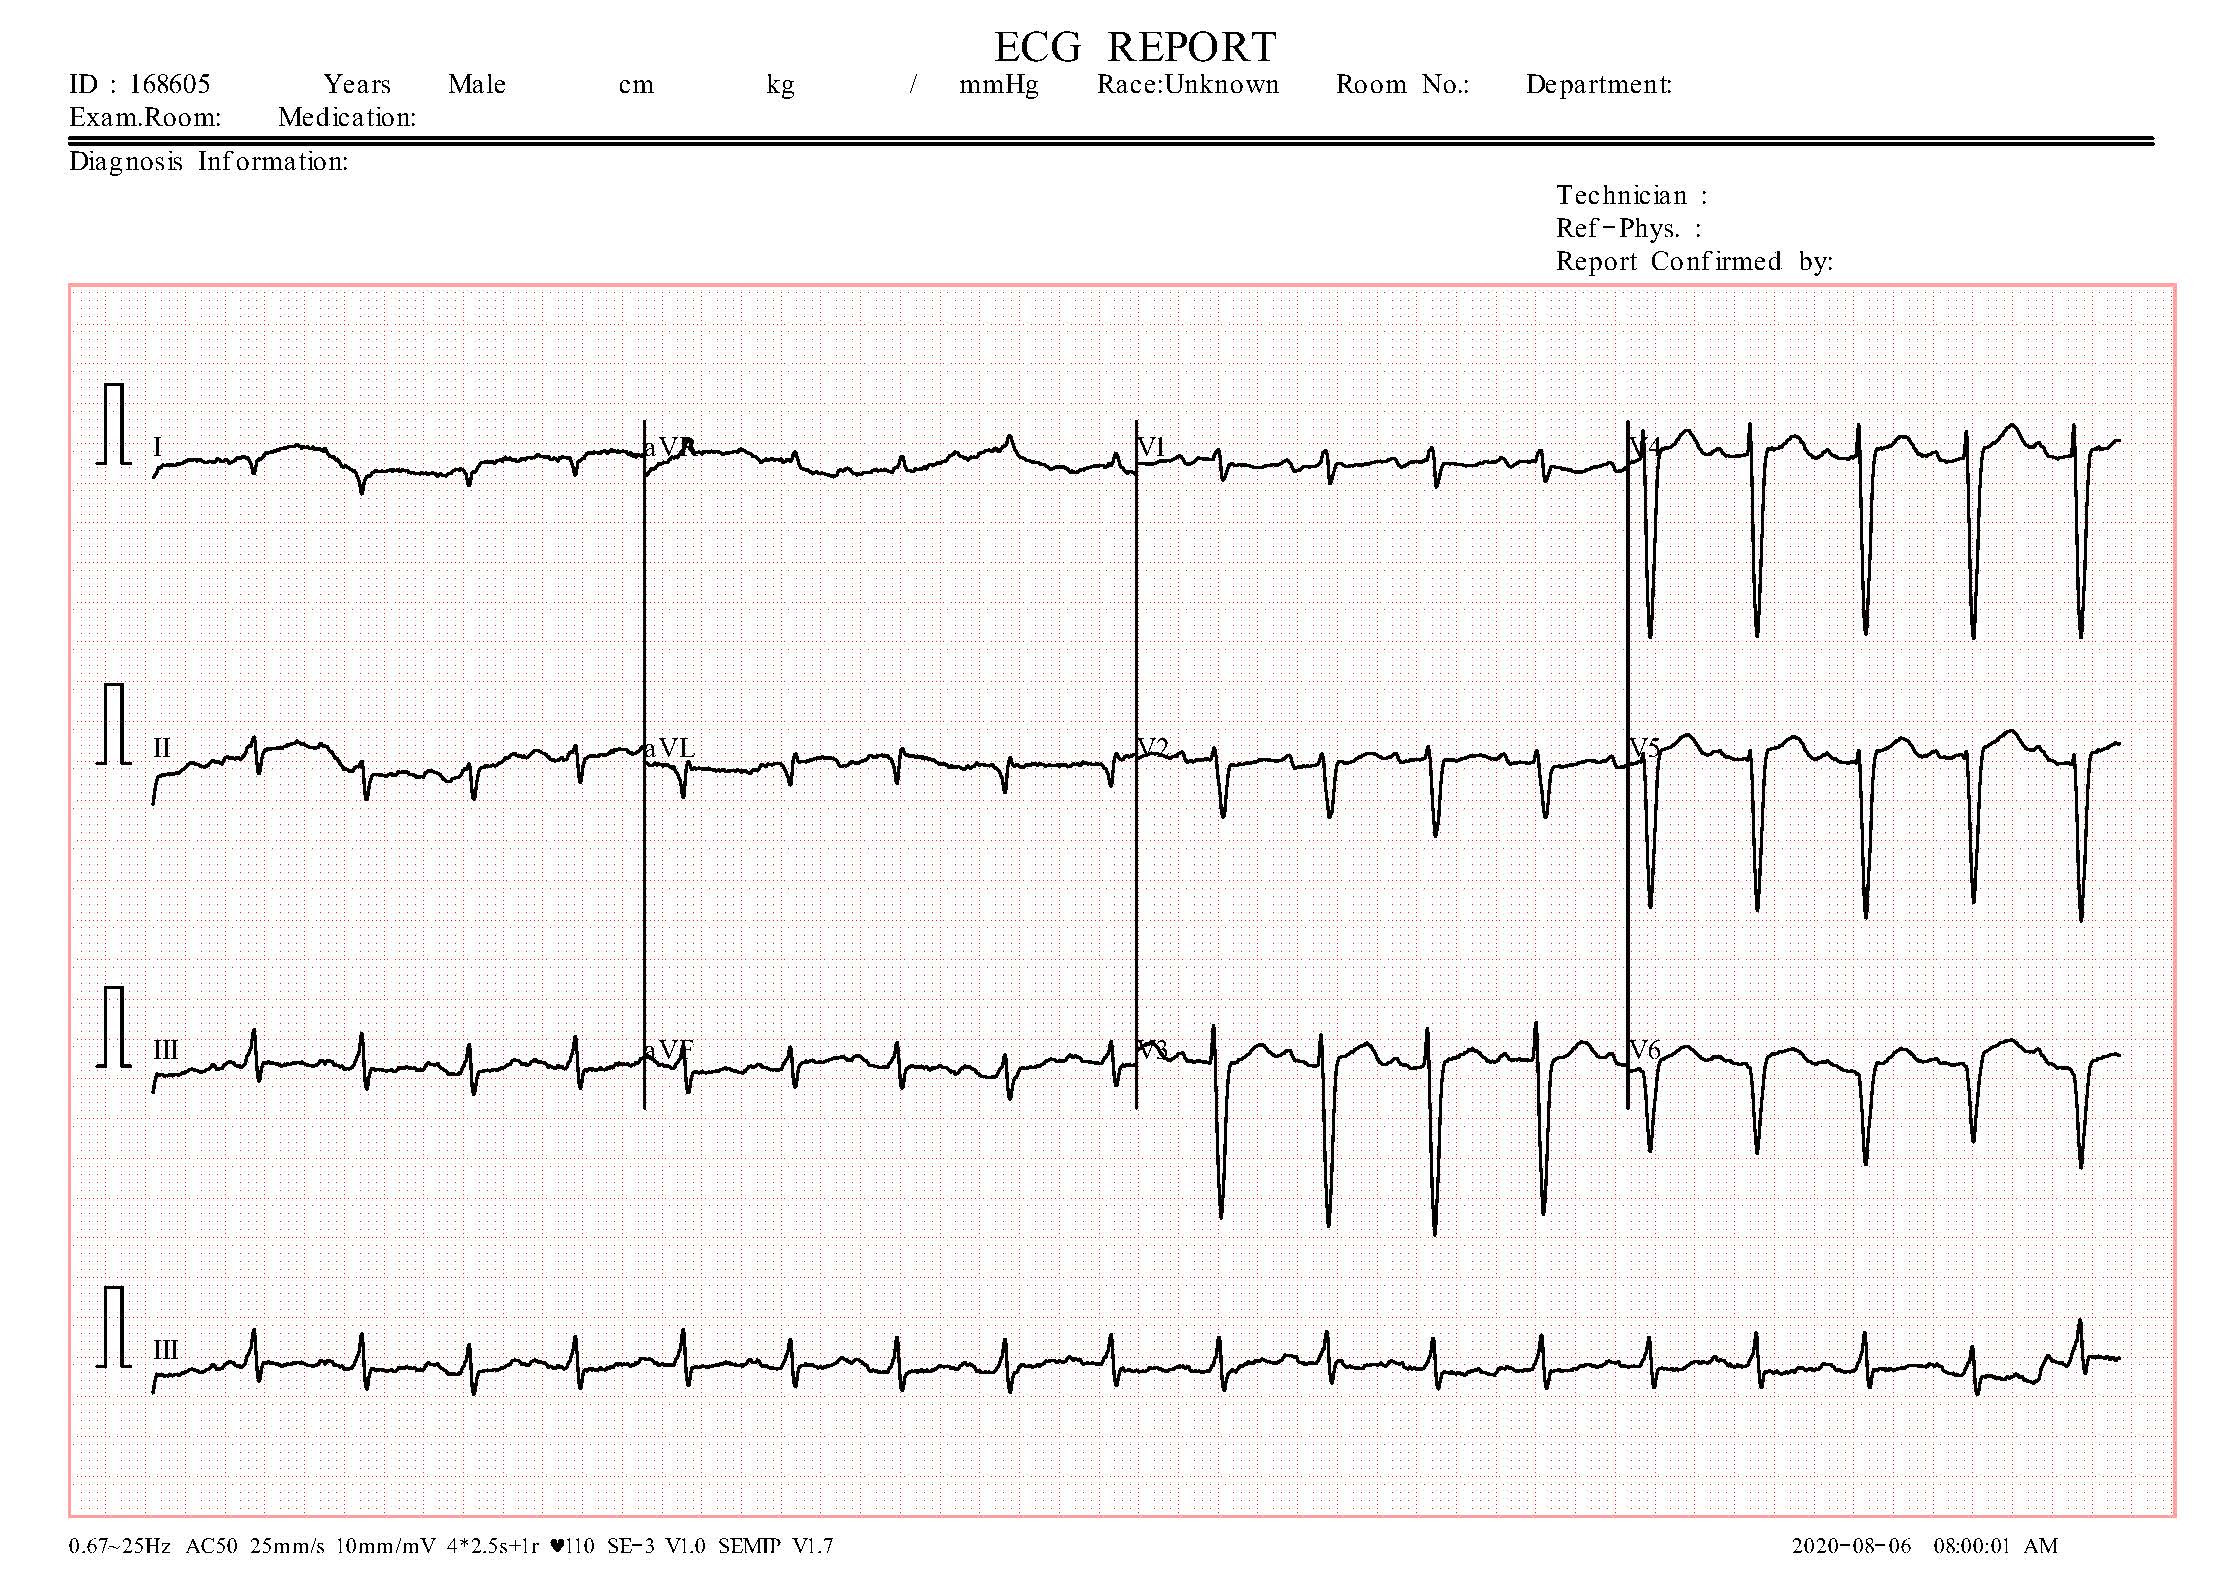 ECG REPORT
ID : 168605 Years Male cm kg / mmHg Race:Unknown Room No.: Department:
Exam.Room: Medication:
Diagnosis Information:
Technician :
Ref-Phys. :
Report Confirmed by:
I aVR V1 V4
II aVL V2 V5
III aVF V3 V6
III
0.67~25Hz AC50 25mm/s 10mm/mV 4*2.5s+1r ♥110 SE-3 V1.0 SEMIP V1.7
2020-08-06 08:00:01 AM